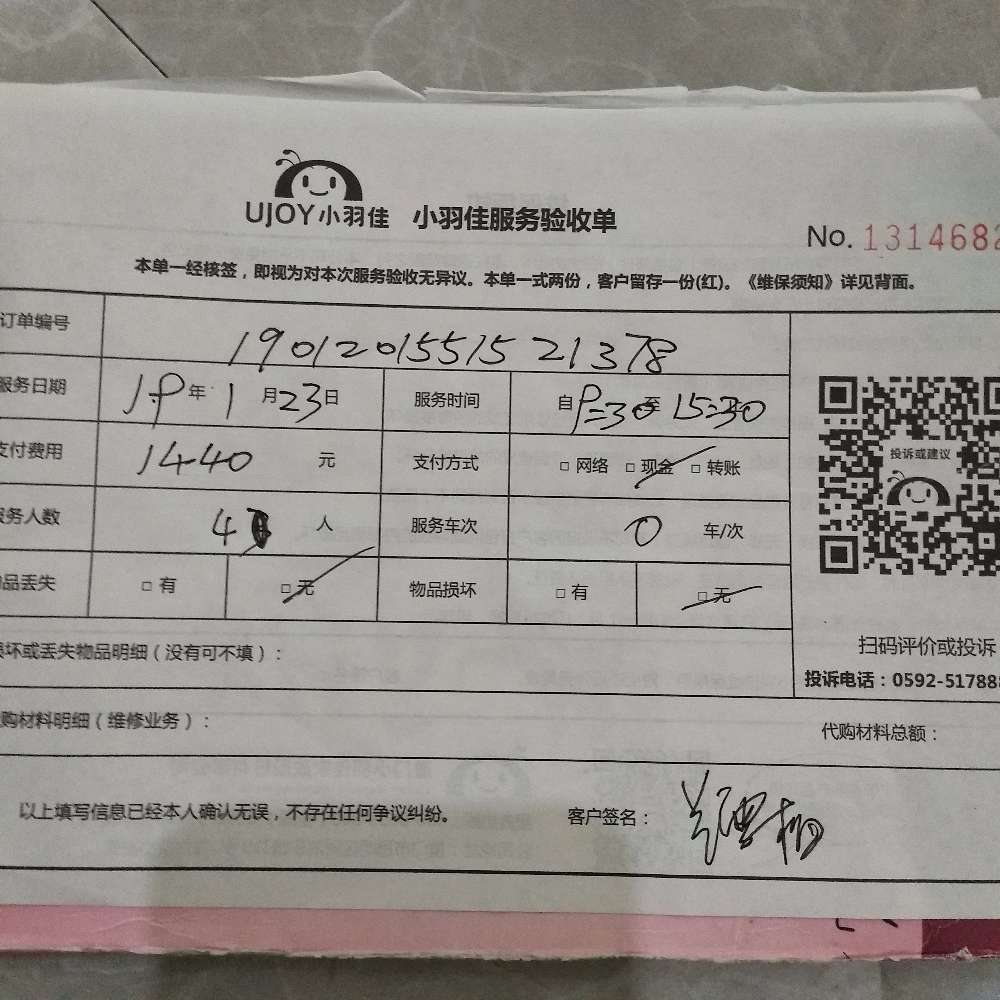 UJOY小羽佳 小羽佳服务验收单
No. 1314682
本单一经核签，即视为对本次服务验收无异议。本单一式两份，客户留存一份(红)。《维保须知》详见背面。
订单编号 1901201551521378
服务日期 19年1月23日 服务时间 自9:30至15:30
支付费用 1440 元 支付方式 □ 网络 □ 现金 □ 转账
服务人数 4 人 服务车次 0 车/次
物品丢失 □ 有 □ 无 物品损坏 □ 有 □ 无
投诉或建议
扫码评价或投诉
投诉电话：0592-51788
损坏或丢失物品明细（没有可不填）：
代购材料明细（维修业务）： 代购材料总额：
以上填写信息已经本人确认无误，不存在任何争议纠纷。 客户签名：